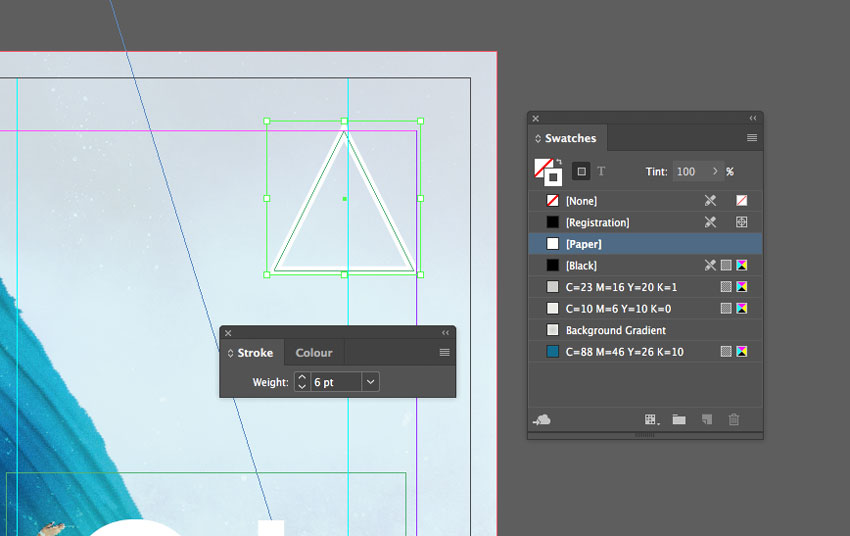 Swatches
T
Tint: 100 %
[None]
[Registration]
[Paper]
[Black]
C=23 M=16 Y=20 K=1
C=10 M=6 Y=10 K=0
Background Gradient
C=88 M=46 Y=26 K=10
Stroke Colour
Weight: 6 pt